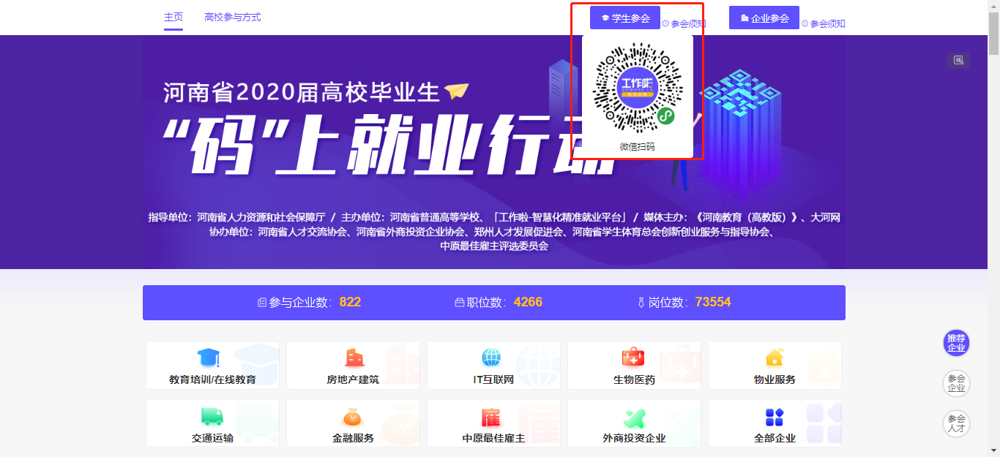 主页
高校参与方式
学生参会
参会须知
企业参会
参会须知
河南省2020届高校毕业生
“码”上就业行动
工作啦
微信扫码
指导单位：河南省人力资源和社会保障厅 / 主办单位：河南省普通高等学校、「工作啦-智慧化精准就业平台」 / 媒体主办：《河南教育（高教版）》、大河网
协办单位：河南省人才交流协会、河南省外商投资企业协会、郑州人才发展促进会、河南省学生体育总会创新创业服务与指导协会、
中原最佳雇主评选委员会
参与企业数：822
职位数：4266
岗位数：73554
推荐
企业
教育培训/在线教育
房地产建筑
IT互联网
生物医药
物业服务
参会
企业
交通运输
金融服务
中原最佳雇主
外商投资企业
全部企业
参会
人才